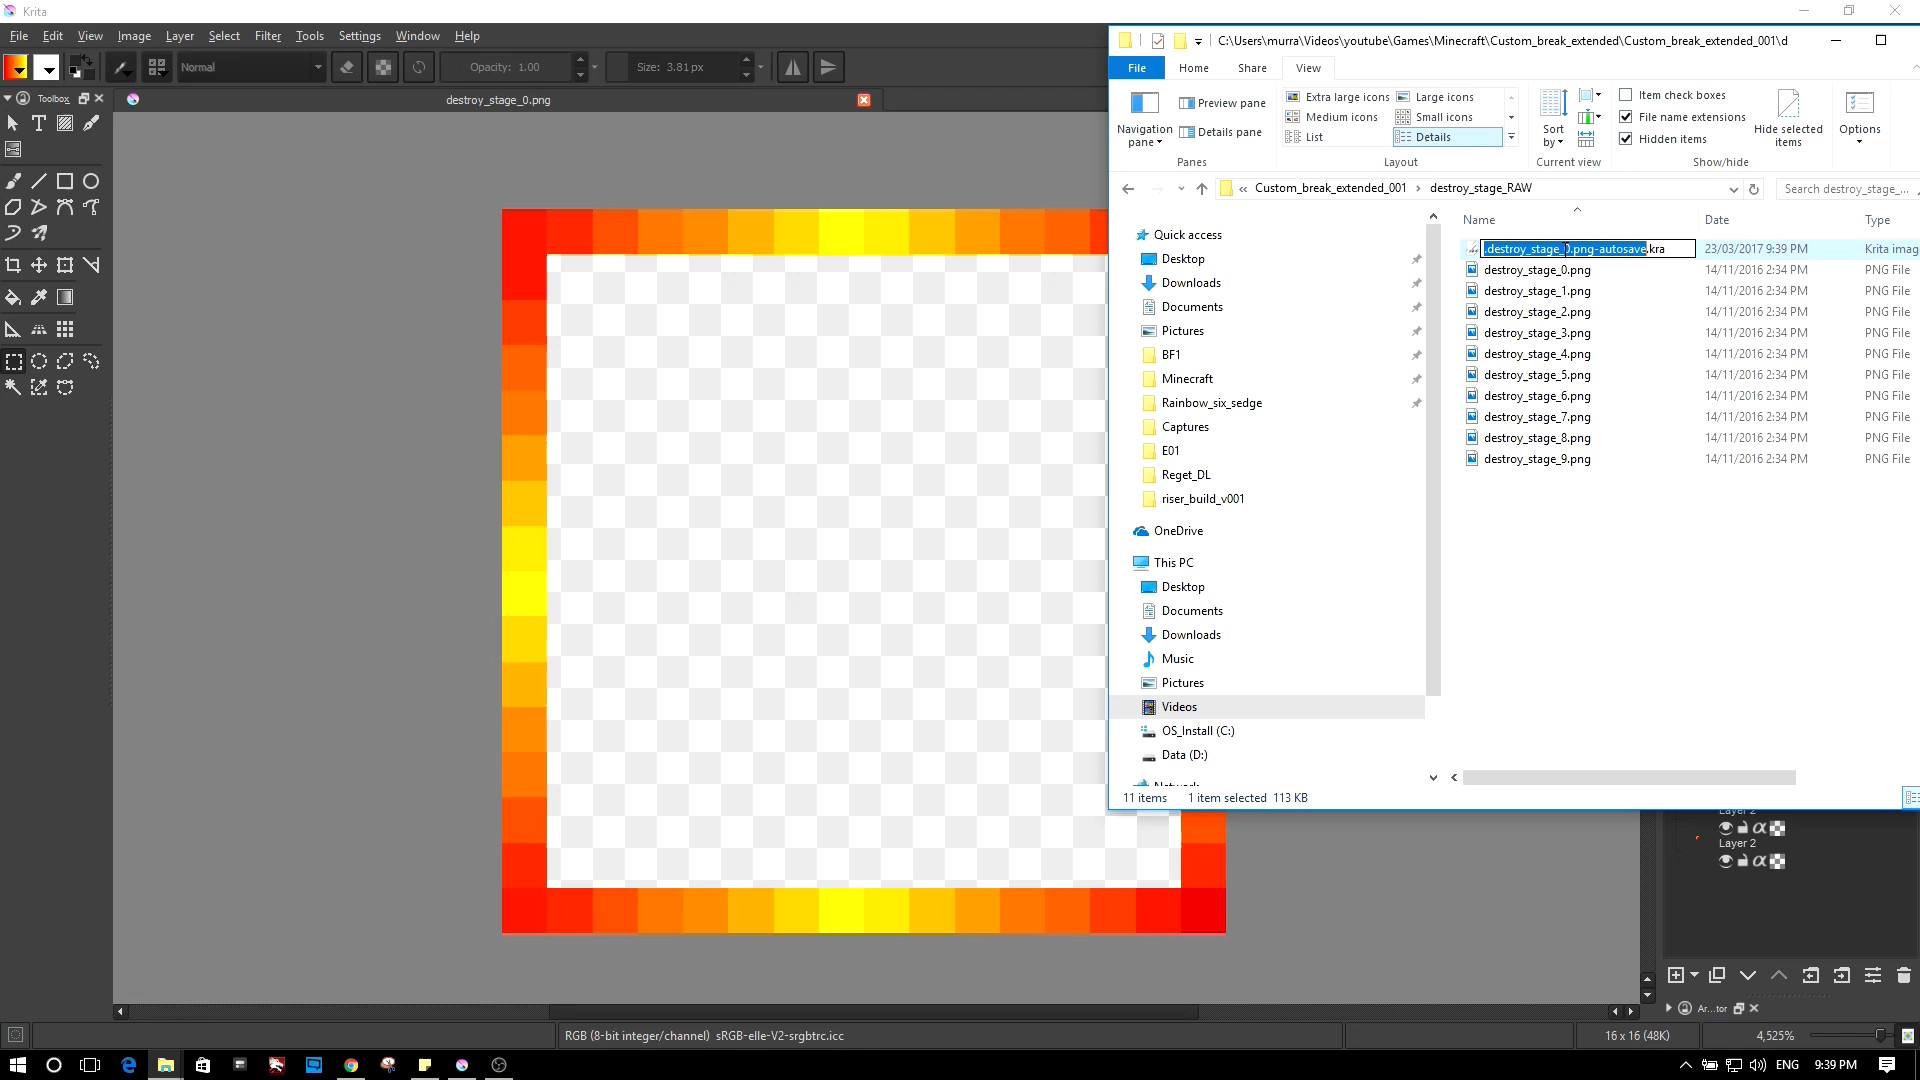 Krita
File Edit View Image Layer Select Filter Tools Settings Window Help
Normal
Opacity: 1.00
Size: 3.81px
Toolbox
destroy_stage_0.png
C:\Users\murra\Videos\youtube\Games\Minecraft\Custom_break_extended\Custom_break_extended_001\d
File Home Share View
Navigation pane
Preview pane
Details pane
Panes
Extra large icons Large icons
Medium icons Small icons
List Details
Layout
Sort by
Current view
Item check boxes
File name extensions
Hidden items
Hide selected items
Show/hide
Options
« Custom_break_extended_001 › destroy_stage_RAW
Search destroy_stage_...
Name Date Type
.destroy_stage_0.png-autosave.kra 23/03/2017 9:39 PM Krita imag
destroy_stage_0.png 14/11/2016 2:34 PM PNG File
destroy_stage_1.png 14/11/2016 2:34 PM PNG File
destroy_stage_2.png 14/11/2016 2:34 PM PNG File
destroy_stage_3.png 14/11/2016 2:34 PM PNG File
destroy_stage_4.png 14/11/2016 2:34 PM PNG File
destroy_stage_5.png 14/11/2016 2:34 PM PNG File
destroy_stage_6.png 14/11/2016 2:34 PM PNG File
destroy_stage_7.png 14/11/2016 2:34 PM PNG File
destroy_stage_8.png 14/11/2016 2:34 PM PNG File
destroy_stage_9.png 14/11/2016 2:34 PM PNG File
Quick access
Desktop
Downloads
Documents
Pictures
BF1
Minecraft
Rainbow_six_sedge
Captures
E01
Reget_DL
riser_build_v001
OneDrive
This PC
Desktop
Documents
Downloads
Music
Pictures
Videos
OS_Install (C:)
Data (D:)
Network
11 items 1 item selected 113 KB
Layer 2
Layer 2
Ar...tor
RGB (8-bit integer/channel) sRGB-elle-V2-srgbtrc.icc
16 x 16 (48K)
4,525%
ENG
9:39 PM